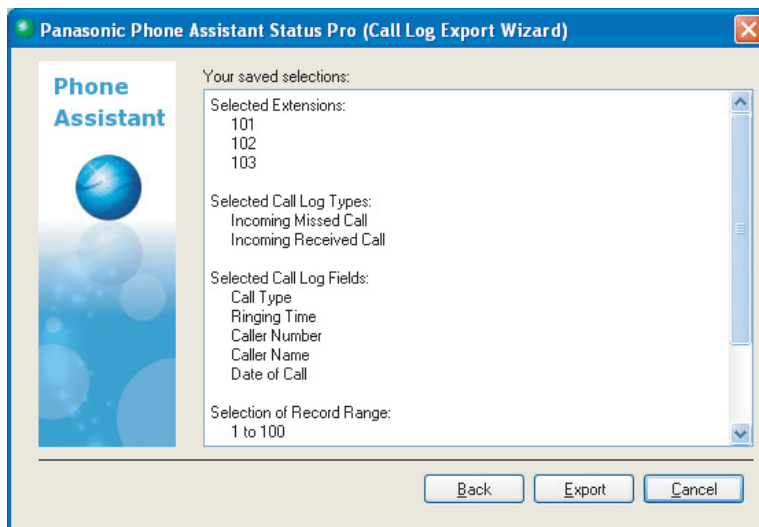 Panasonic Phone Assistant Status Pro (Call Log Export Wizard)
Phone
Assistant
Your saved selections:
Selected Extensions:
101
102
103
Selected Call Log Types:
Incoming Missed Call
Incoming Received Call
Selected Call Log Fields:
Call Type
Ringing Time
Caller Number
Caller Name
Date of Call
Selection of Record Range:
1 to 100
Back Export Cancel